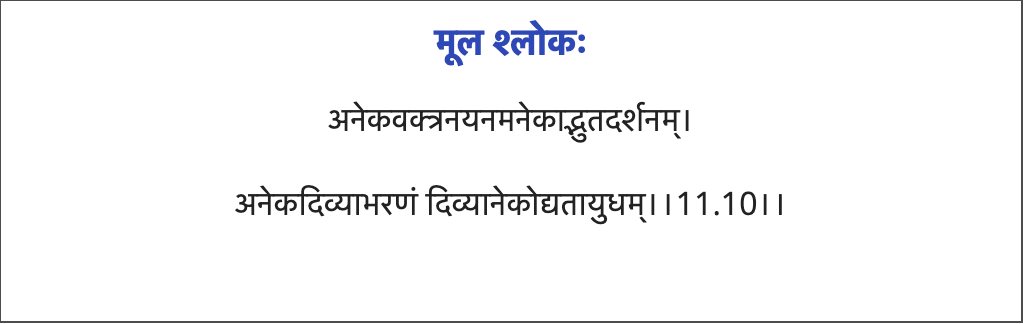 मूल श्लोकः
अनेकवक्त्रनयनमनेकाद्भुतदर्शनम्।
अनेकदिव्याभरणं दिव्यानेकोद्यतायुधम्।।11.10।।